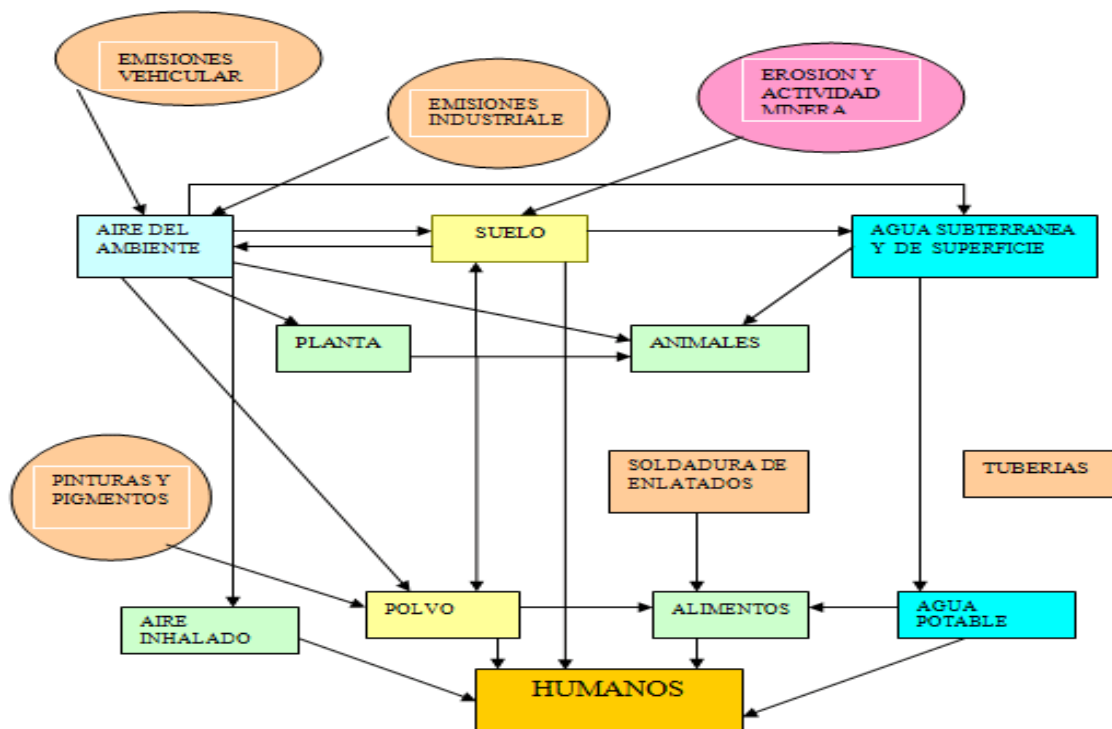 EMISIONES
VEHICULAR
EMISIONES
INDUSTRIALE
EROSION Y
ACTIVIDAD
MINERA
AIRE DEL
AMBIENTE
SUELO
AGUA SUBTERRANEA
Y DE SUPERFICIE
PLANTA
ANIMALES
PINTURAS Y
PIGMENTOS
SOLDADURA DE
ENLATADOS
TUBERIAS
AIRE
INHALADO
POLVO
ALIMENTOS
AGUA
POTABLE
HUMANOS